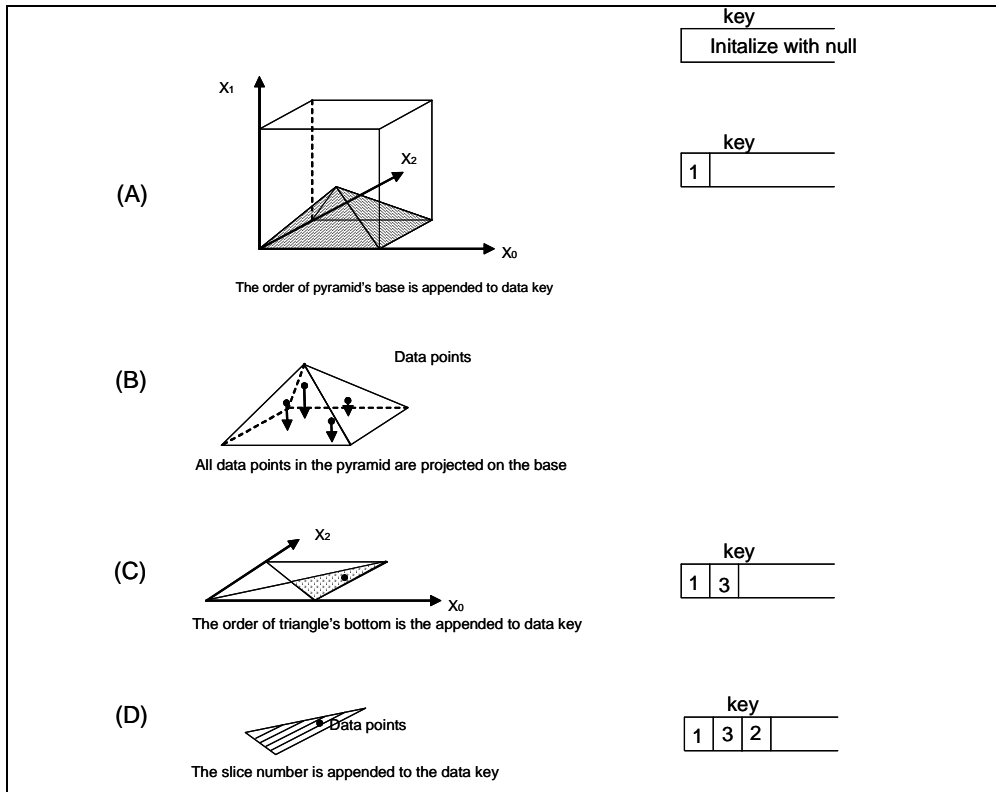 key
Initalize with null
X1
X2
key
1
(A)
X0
The order of pyramid's base is appended to data key
(B)
Data points
All data points in the pyramid are projected on the base
(C)
X2
key
1 3
X0
The order of triangle's bottom is the appended to data key
(D)
Data points
key
1 3 2
The slice number is appended to the data key